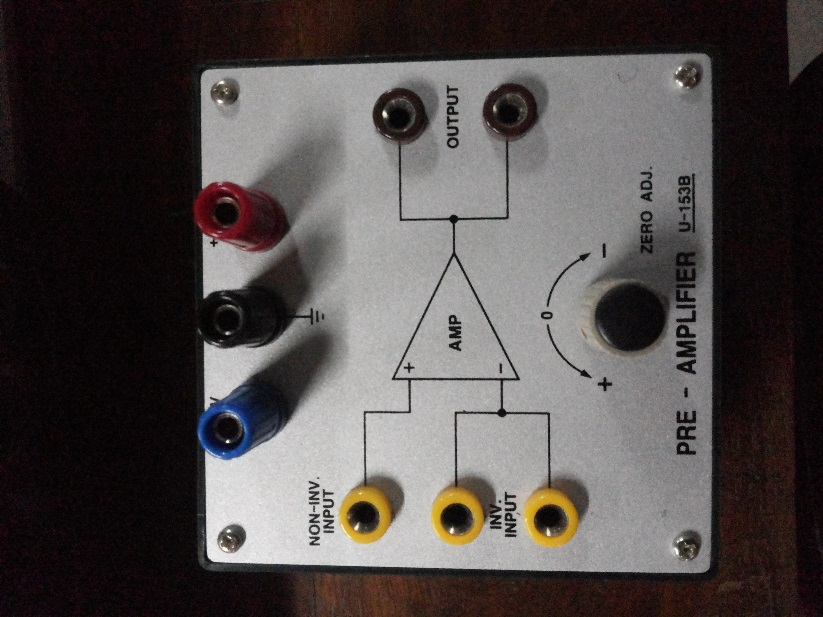 NON-INV.
INPUT
+
AMP
OUTPUT
−
INV.
INPUT
+ 0 −
ZERO ADJ.
PRE - AMPLIFIER U-153B